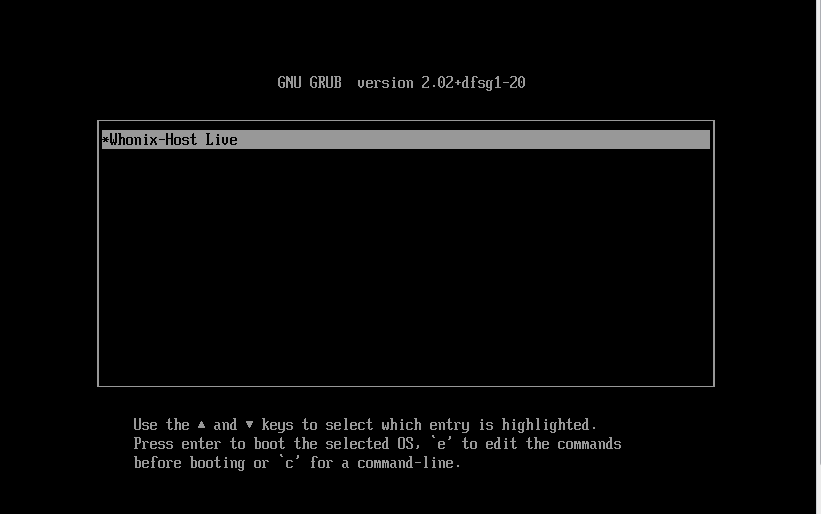 GNU GRUB  version 2.02+dfsg1-20
*Whonix-Host Live
Use the ▲ and ▼ keys to select which entry is highlighted.
Press enter to boot the selected OS, `e' to edit the commands
before booting or `c' for a command-line.